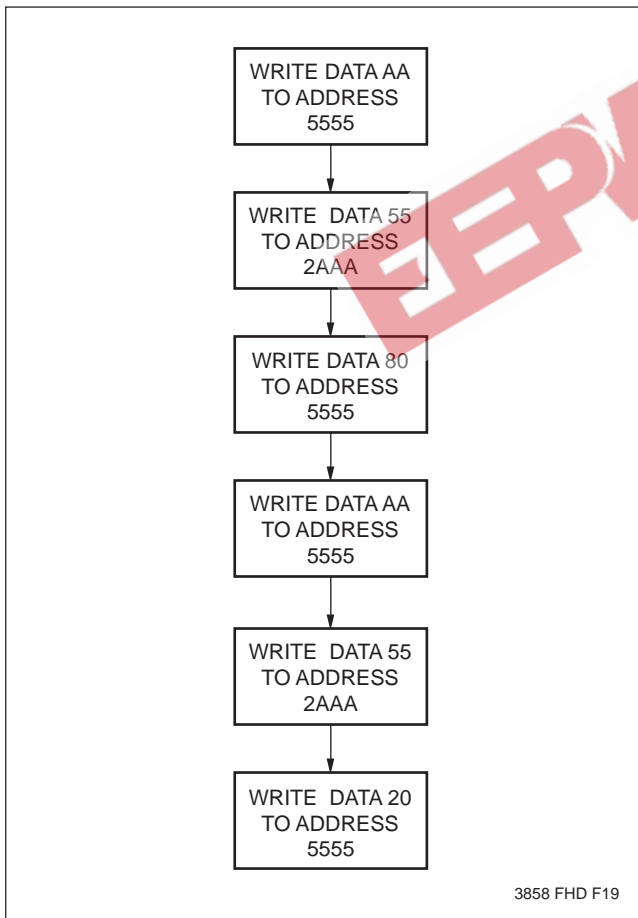 WRITE DATA AA
TO ADDRESS
5555
WRITE DATA 55
TO ADDRESS
2AAA
WRITE DATA 80
TO ADDRESS
5555
WRITE DATA AA
TO ADDRESS
5555
WRITE DATA 55
TO ADDRESS
2AAA
WRITE DATA 20
TO ADDRESS
5555
3858 FHD F19